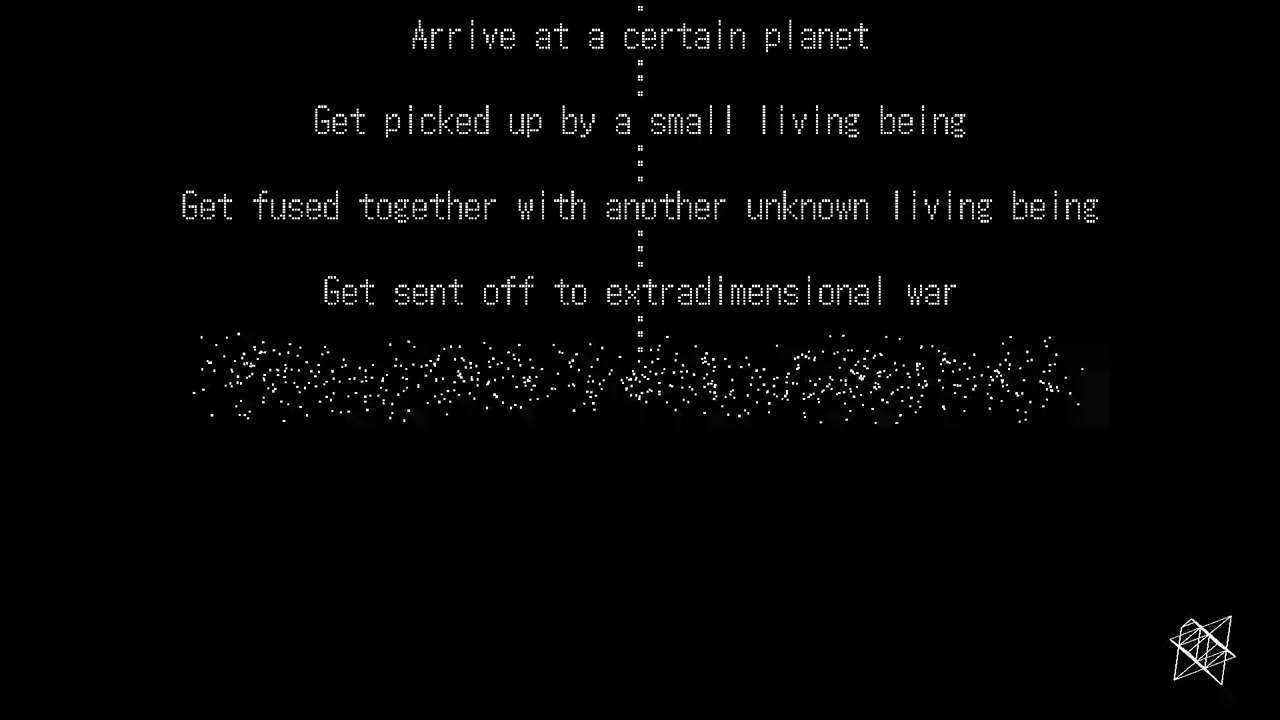 Arrive at a certain planet
Get picked up by a small living being
Get fused together with another unknown living being
Get sent off to extradimensional war